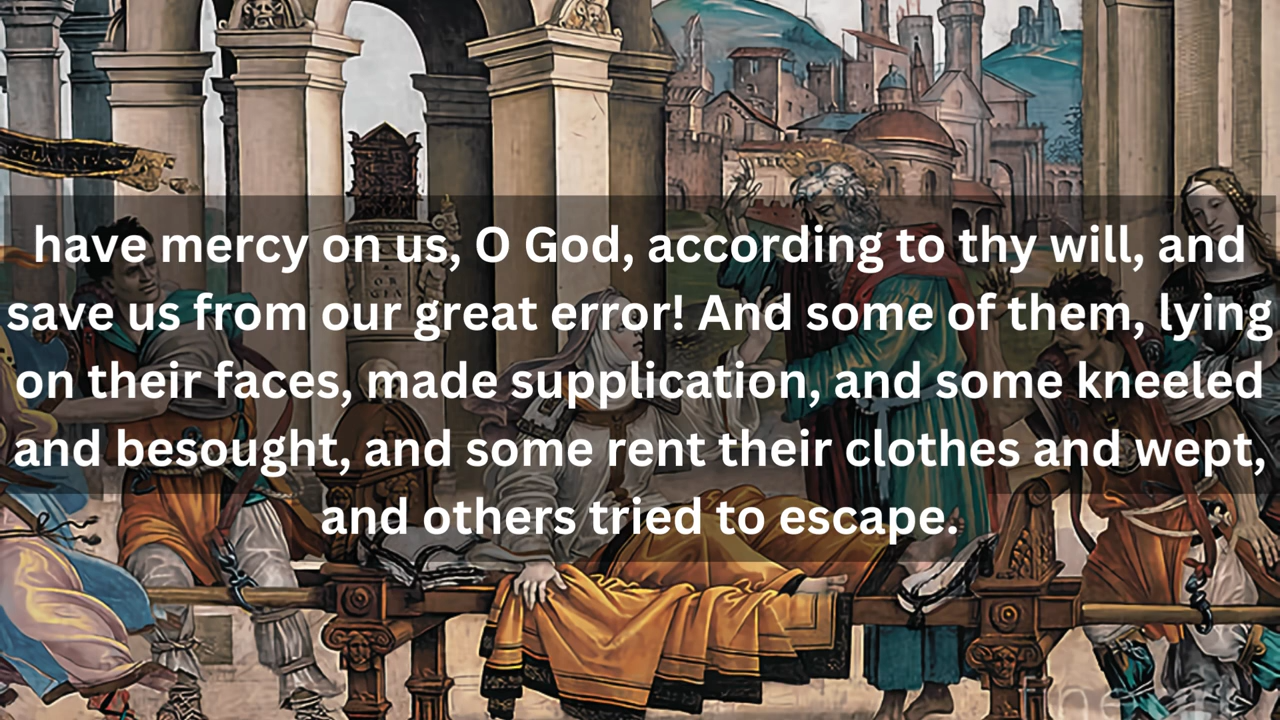 have mercy on us, O God, according to thy will, and
save us from our great error! And some of them, lying
on their faces, made supplication, and some kneeled
and besought, and some rent their clothes and wept,
and others tried to escape.